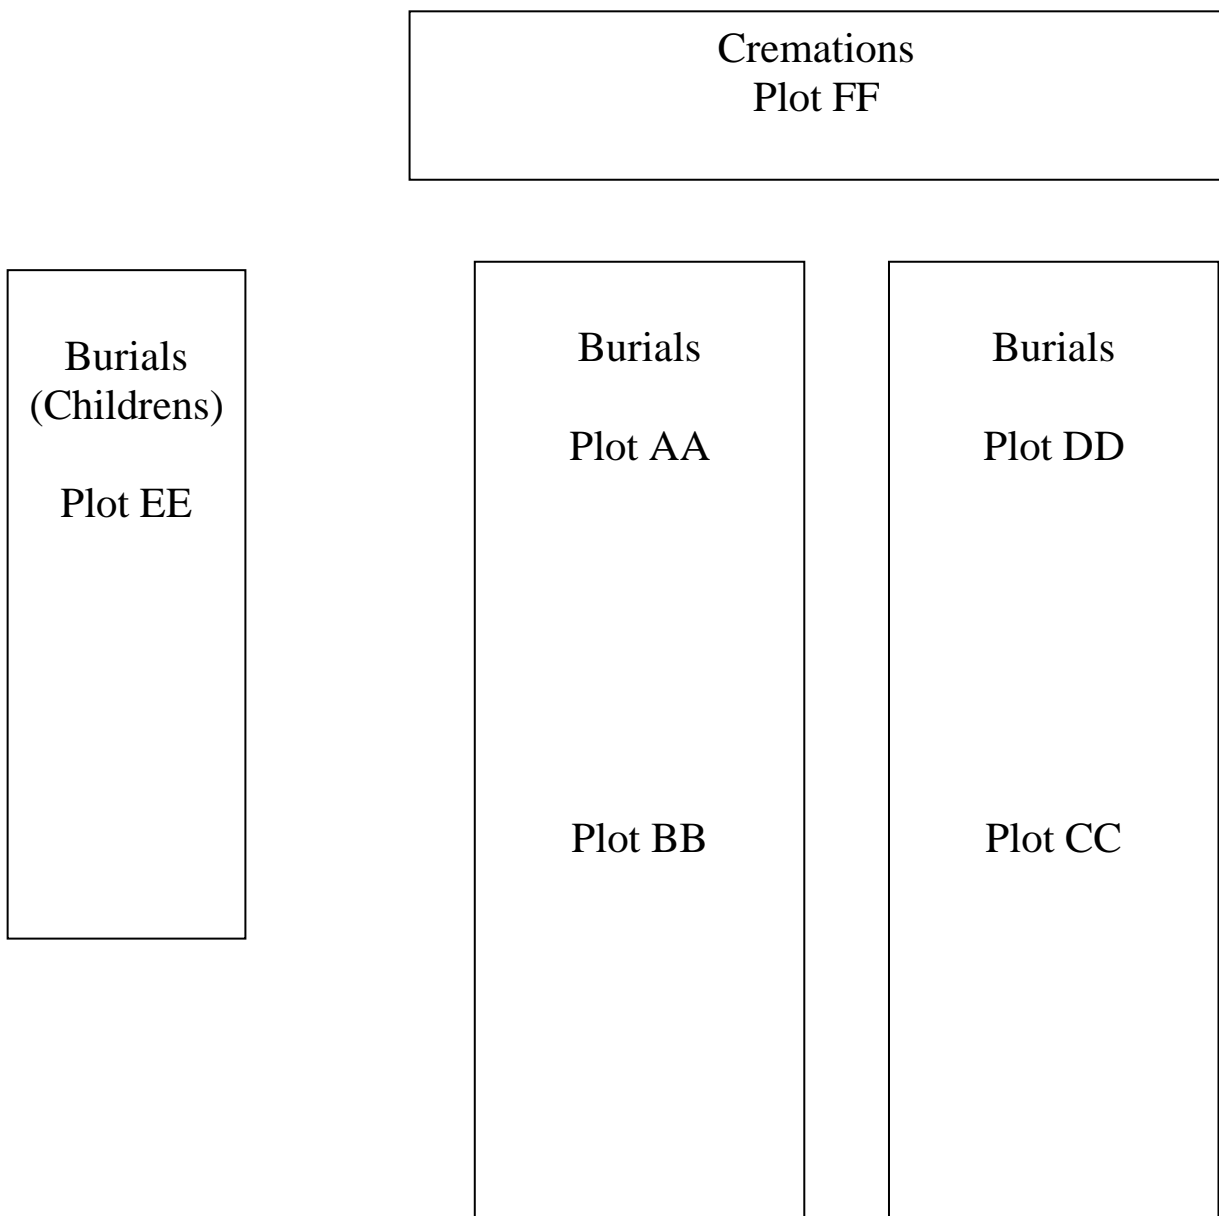 Cremations
Plot FF
Burials
(Childrens)
Plot EE
Burials
Plot AA
Plot BB
Burials
Plot DD
Plot CC